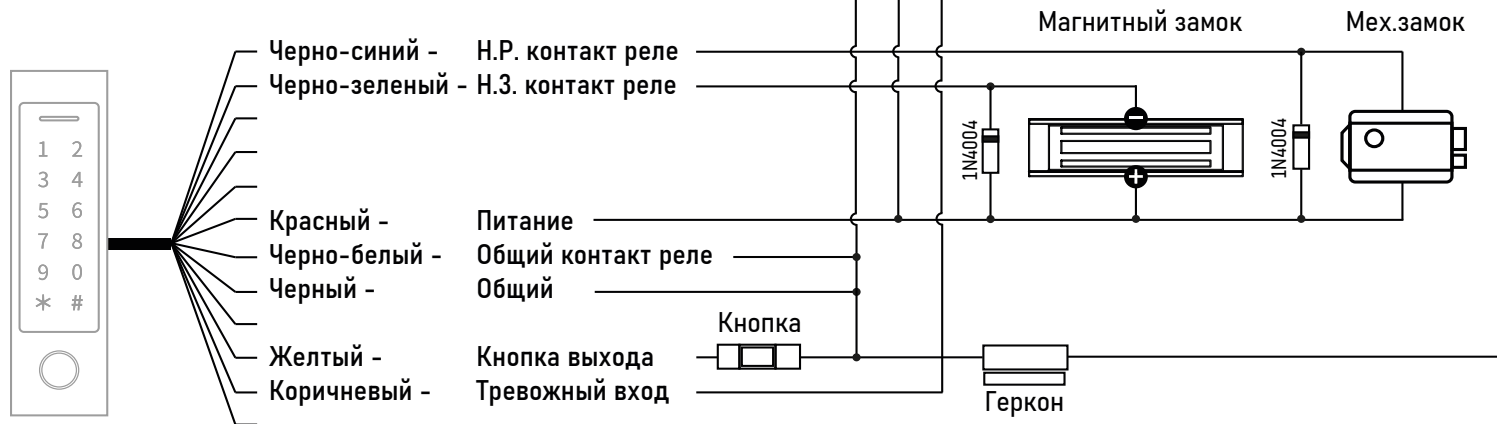 Магнитный замок Мех.замок
Черно-синий - Н.Р. контакт реле
Черно-зеленый - Н.З. контакт реле
1N4004
1N4004
1 2
3 4
5 6
7 8
9 0
* #
Красный - Питание
Черно-белый - Общий контакт реле
Черный - Общий
Кнопка
Желтый - Кнопка выхода
Коричневый - Тревожный вход
Геркон